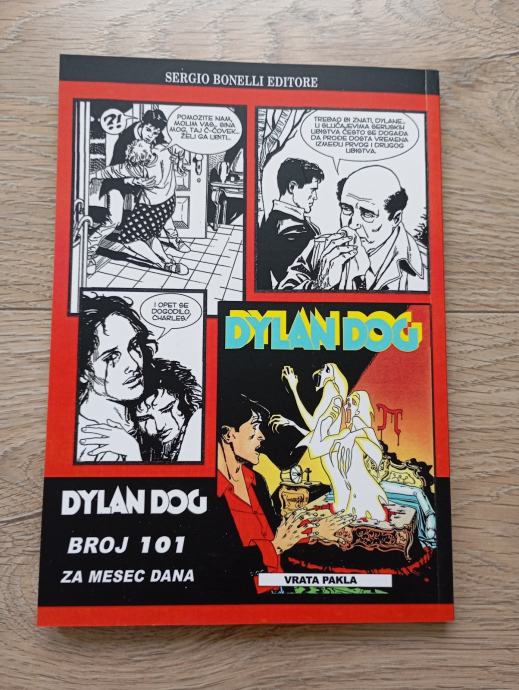 SERGIO BONELLI EDITORE
?!
POMOZITE NAM,
MOLIM VAS, SINA
MOG, TAJ Č-ČOVEK..
ŽELI GA UBITI..
TREBAO BI ZNATI, DYLANE..
U SLUČAJEVIMA SERIJSKIH
UBISTVA ČESTO SE DOGAĐA
DA PROĐE DOSTA VREMENA
IZMEĐU PRVOG I DRUGOG
UBISTVA.
I OPET SE
DOGODILO,
CHARLES!
DYLAN DOG
DYLAN DOG
BROJ 101
ZA MESEC DANA
VRATA PAKLA